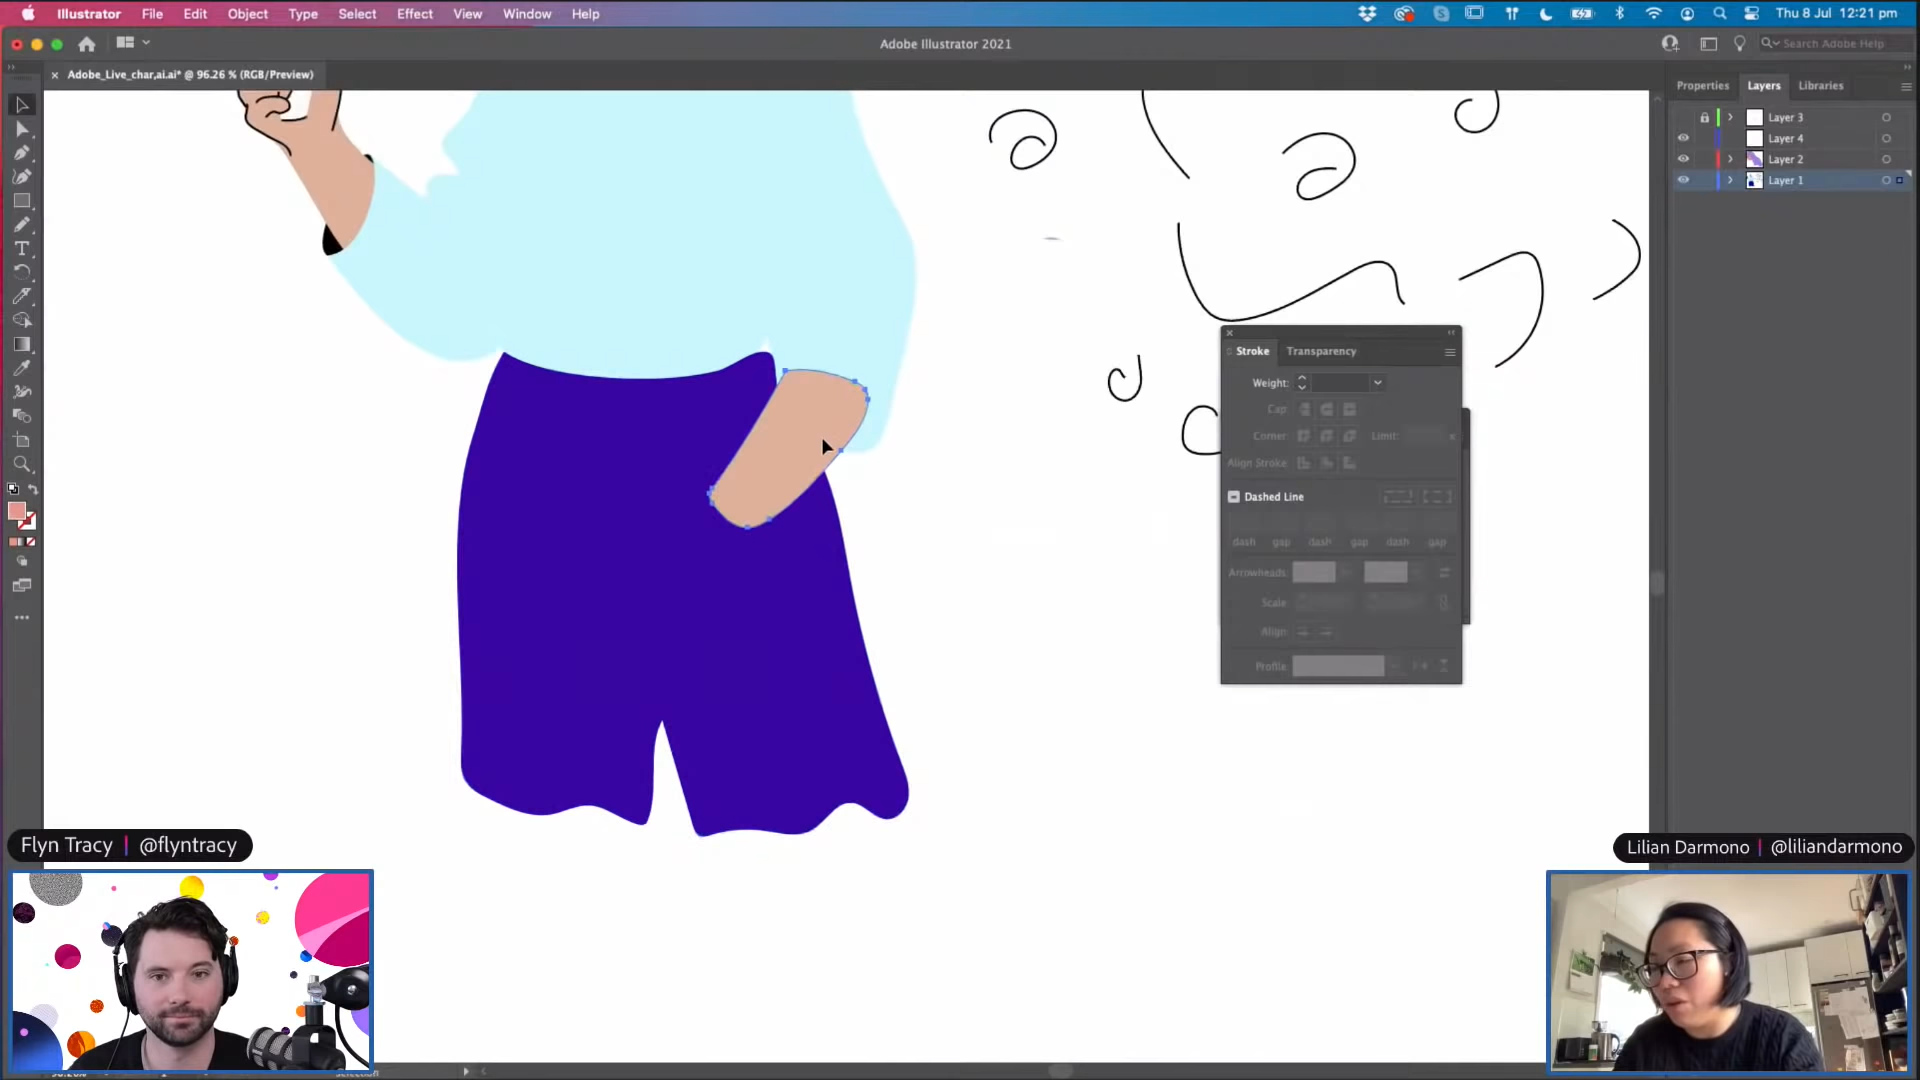 Illustrator File Edit Object Type Select Effect View Window Help Thu 8 Jul 12:21 pm
Adobe Illustrator 2021 Search Adobe Help
Adobe_Live_char,ai.ai* @ 96.26 % (RGB/Preview)
Properties Layers Libraries
Layer 3
Layer 4
Layer 2
Layer 1
Stroke Transparency
Weight:
Cap
Corner Limit:
Align Stroke:
Dashed Line
dash gap dash gap dash gap
Arrowheads:
Scale
Align:
Profile:
Flyn Tracy | @flyntracy
Lilian Darmono | @liliandarmono